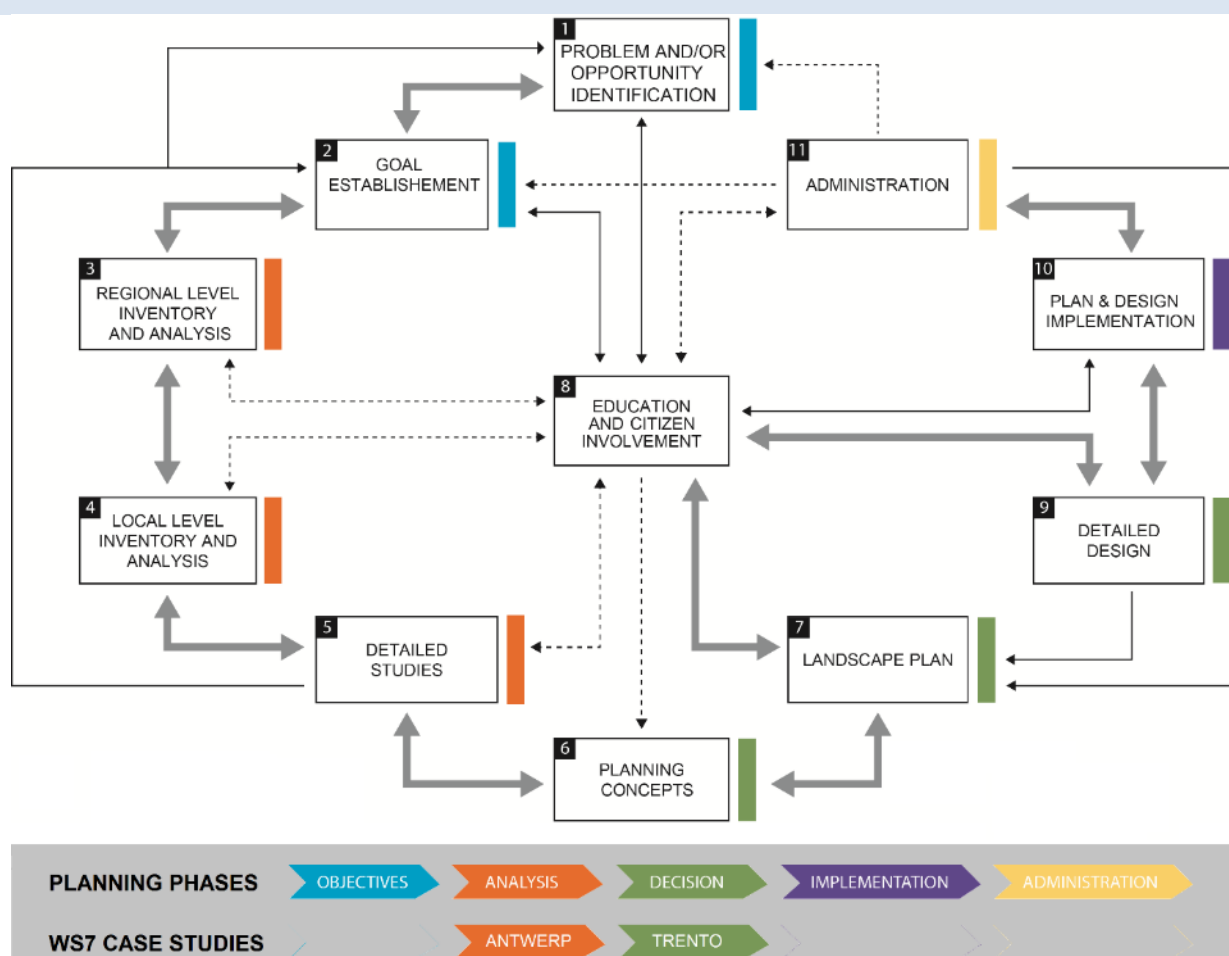 1
PROBLEM AND/OR
OPPORTUNITY
IDENTIFICATION
2
GOAL
ESTABLISHEMENT
11
ADMINISTRATION
3
REGIONAL LEVEL
INVENTORY
AND ANALYSIS
10
PLAN & DESIGN
IMPLEMENTATION
8
EDUCATION
AND CITIZEN
INVOLVEMENT
4
LOCAL LEVEL
INVENTORY AND
ANALYSIS
9
DETAILED
DESIGN
5
DETAILED
STUDIES
7
LANDSCAPE PLAN
6
PLANNING
CONCEPTS
PLANNING PHASES OBJECTIVES ANALYSIS DECISION IMPLEMENTATION ADMINISTRATION
WS7 CASE STUDIES ANTWERP TRENTO